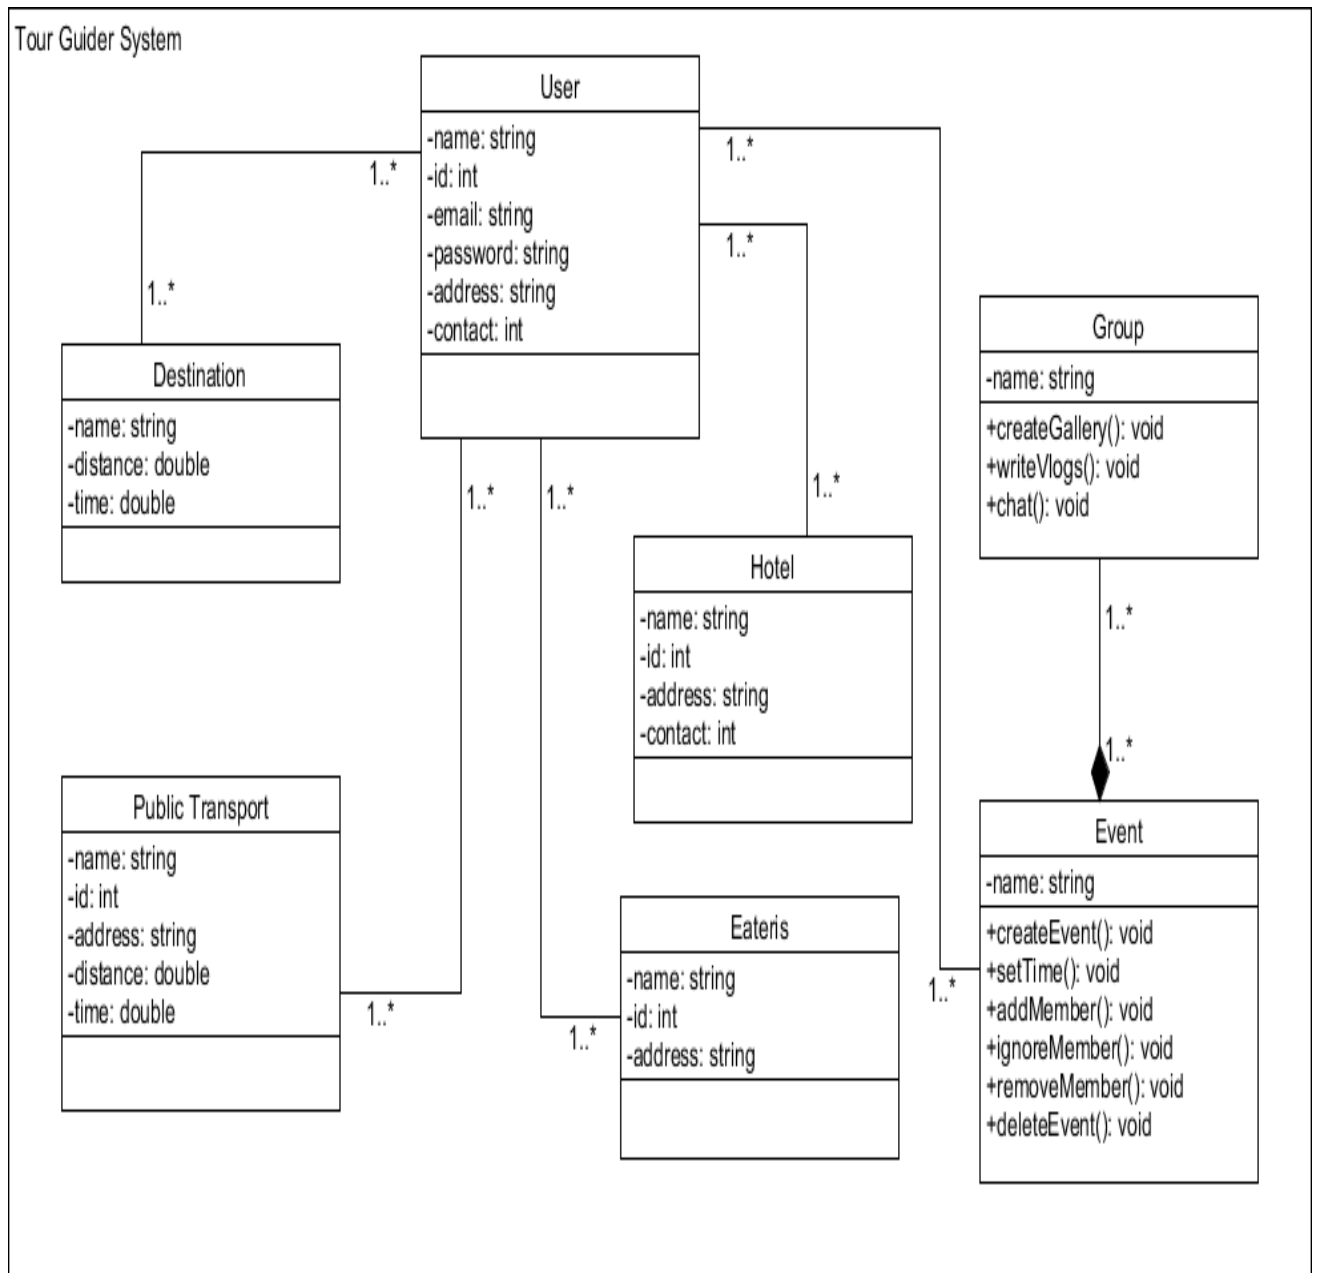 Tour Guider System
User
-name: string
-id: int
-email: string
-password: string
-address: string
-contact: int
1..*
1..*
1..*
1..*
1..*
1..*
Destination
-name: string
-distance: double
-time: double
1..*
1..*
Group
-name: string
+createGallery(): void
+writeVlogs(): void
+chat(): void
Hotel
-name: string
-id: int
-address: string
-contact: int
1..*
1..*
Public Transport
-name: string
-id: int
-address: string
-distance: double
-time: double
1..*
Eateris
-name: string
-id: int
-address: string
1..*
Event
-name: string
+createEvent(): void
+setTime(): void
+addMember(): void
+ignoreMember(): void
+removeMember(): void
+deleteEvent(): void